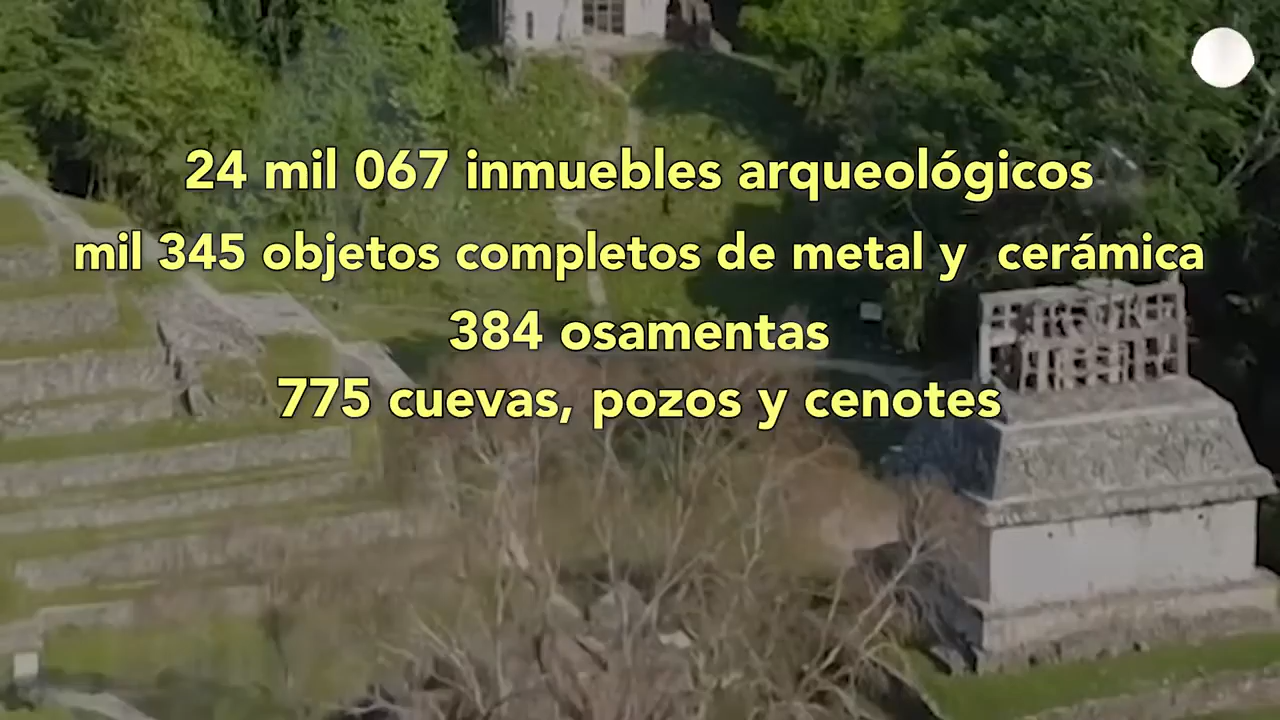 24 mil 067 inmuebles arqueológicos
mil 345 objetos completos de metal y cerámica
384 osamentas
775 cuevas, pozos y cenotes